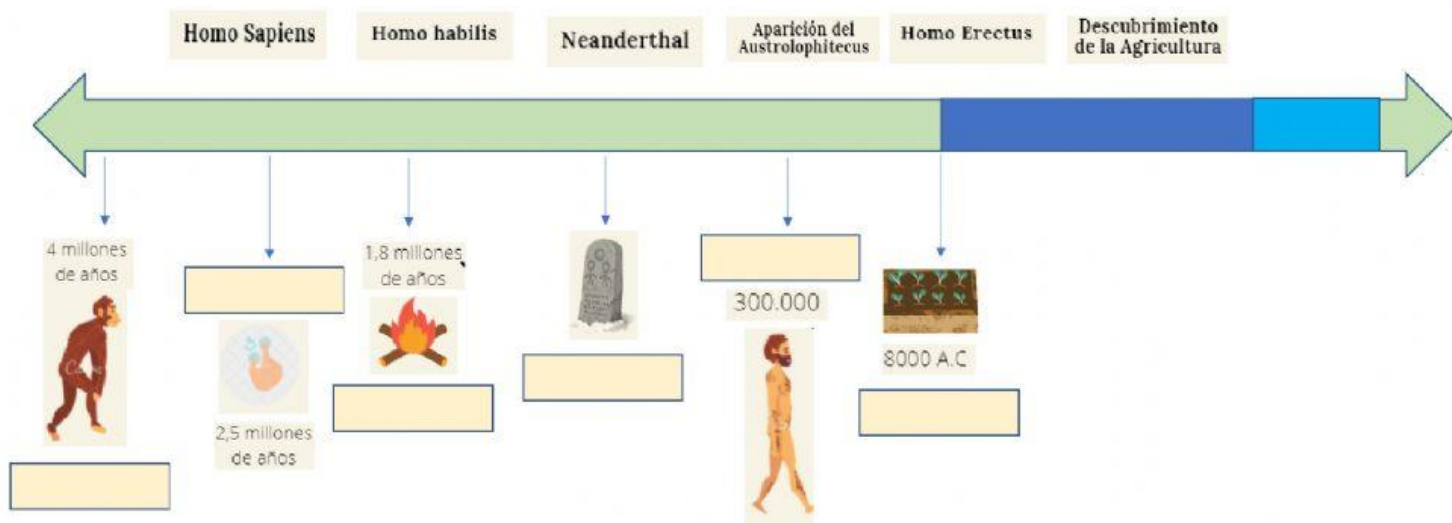 Homo Sapiens
Homo habilis
Neanderthal
Aparición del
Austrolophitecus
Homo Erectus
Descubrimiento
de la Agricultura
4 millones
de años
2,5 millones
de años
1,8 millones
de años
300.000
8000 A.C